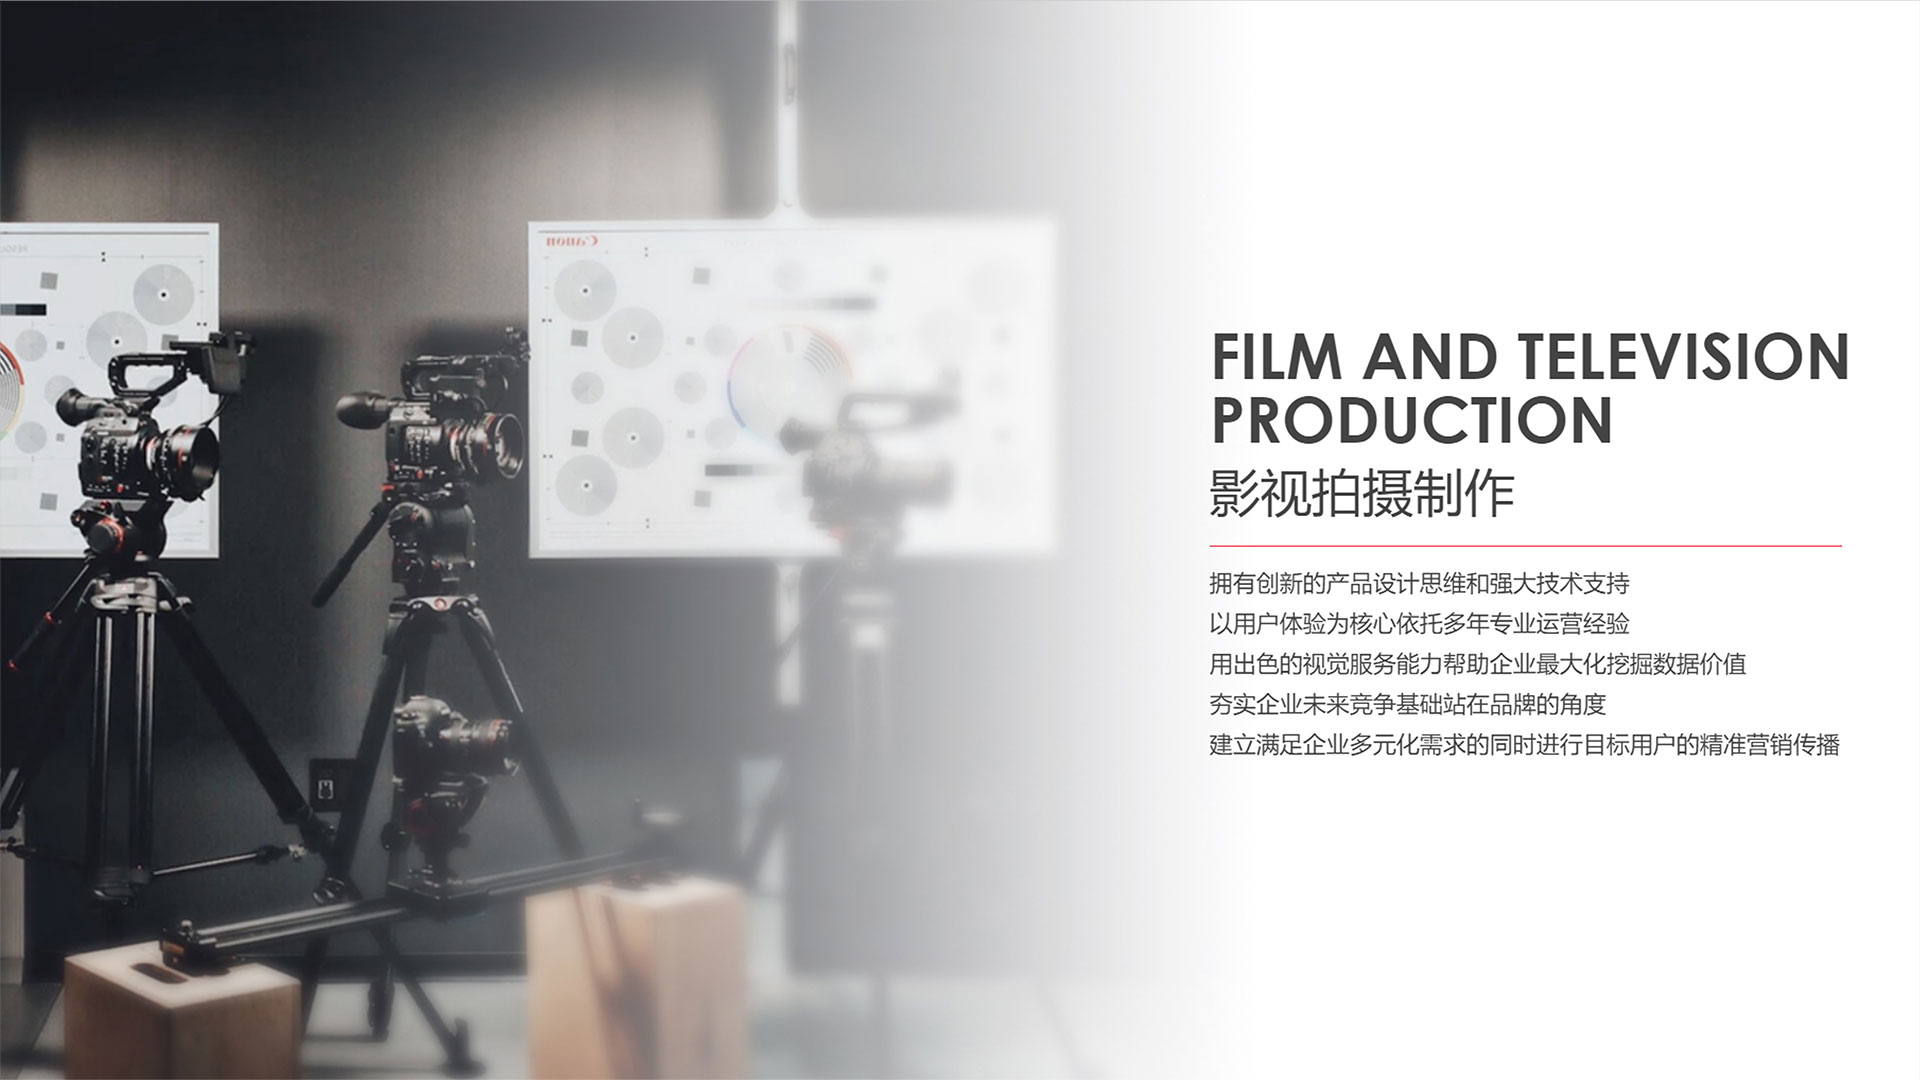 RESOL
Canon
FILM AND TELEVISION
PRODUCTION
影视拍摄制作
拥有创新的产品设计思维和强大技术支持
以用户体验为核心依托多年专业运营经验
用出色的视觉服务能力帮助企业最大化挖掘数据价值
夯实企业未来竞争基础站在品牌的角度
建立满足企业多元化需求的同时进行目标用户的精准营销传播